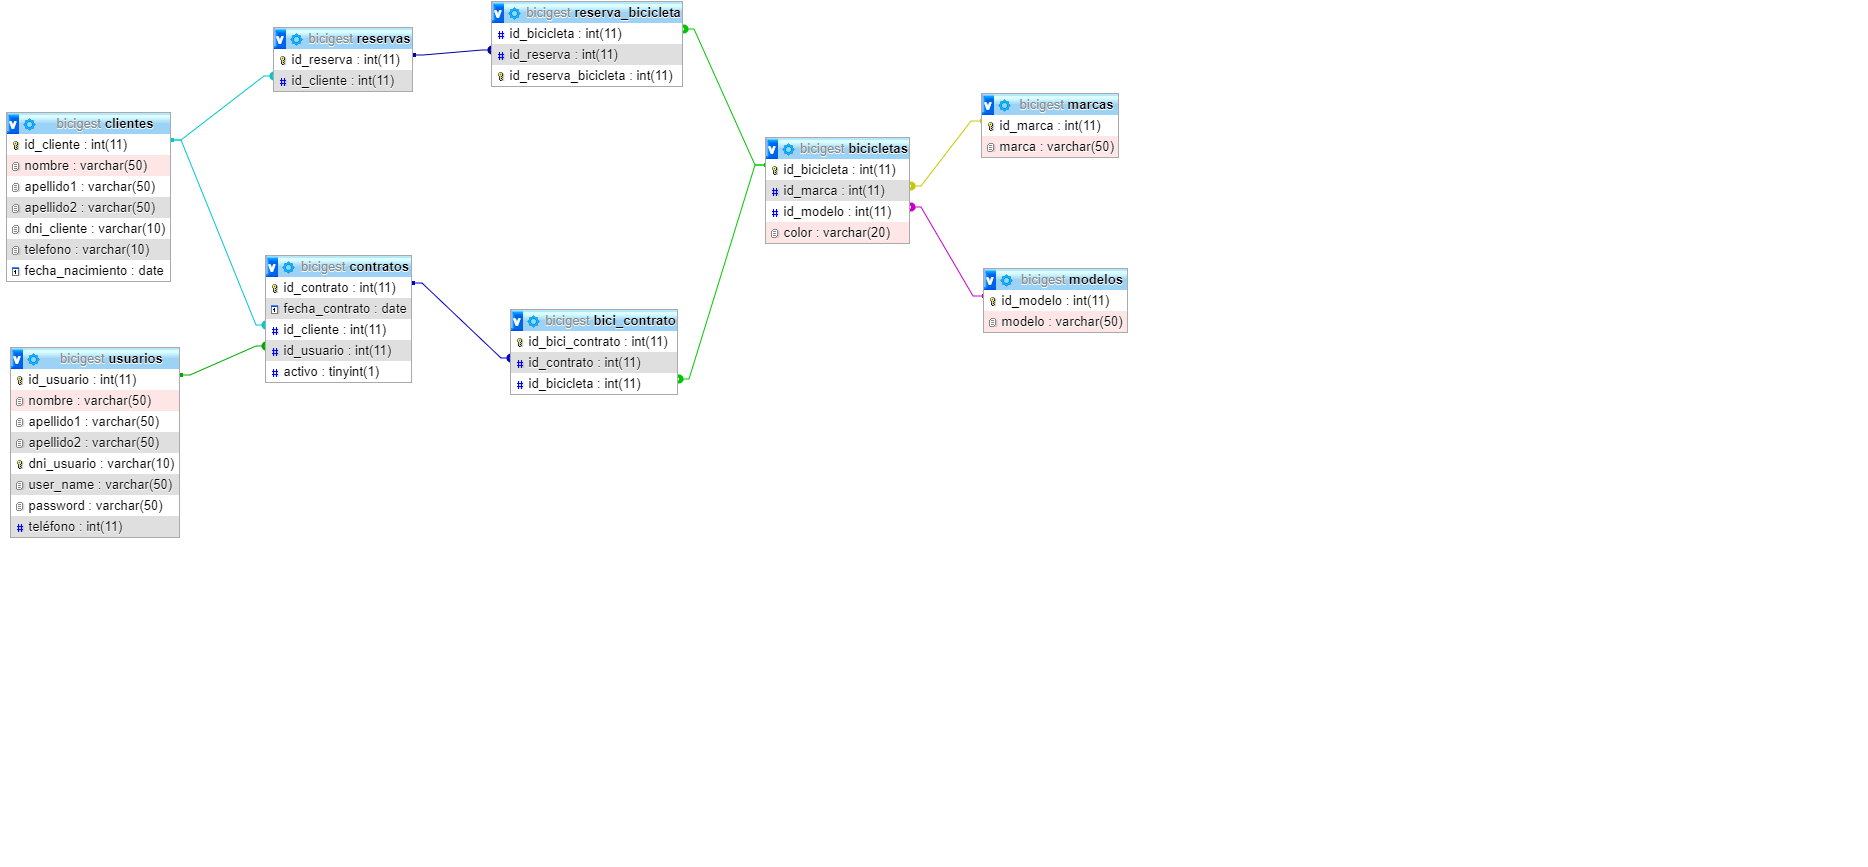 bicigest reserva_bicicleta
id_bicicleta : int(11)
id_reserva : int(11)
id_reserva_bicicleta : int(11)
bicigest reservas
id_reserva : int(11)
id_cliente : int(11)
bicigest clientes
id_cliente : int(11)
nombre : varchar(50)
apellido1 : varchar(50)
apellido2 : varchar(50)
dni_cliente : varchar(10)
telefono : varchar(10)
fecha_nacimiento : date
bicigest marcas
id_marca : int(11)
marca : varchar(50)
bicigest bicicletas
id_bicicleta : int(11)
id_marca : int(11)
id_modelo : int(11)
color : varchar(20)
bicigest contratos
id_contrato : int(11)
fecha_contrato : date
id_cliente : int(11)
id_usuario : int(11)
activo : tinyint(1)
bicigest modelos
id_modelo : int(11)
modelo : varchar(50)
bicigest bici_contrato
id_bici_contrato : int(11)
id_contrato : int(11)
id_bicicleta : int(11)
bicigest usuarios
id_usuario : int(11)
nombre : varchar(50)
apellido1 : varchar(50)
apellido2 : varchar(50)
dni_usuario : varchar(10)
user_name : varchar(50)
password : varchar(50)
teléfono : int(11)